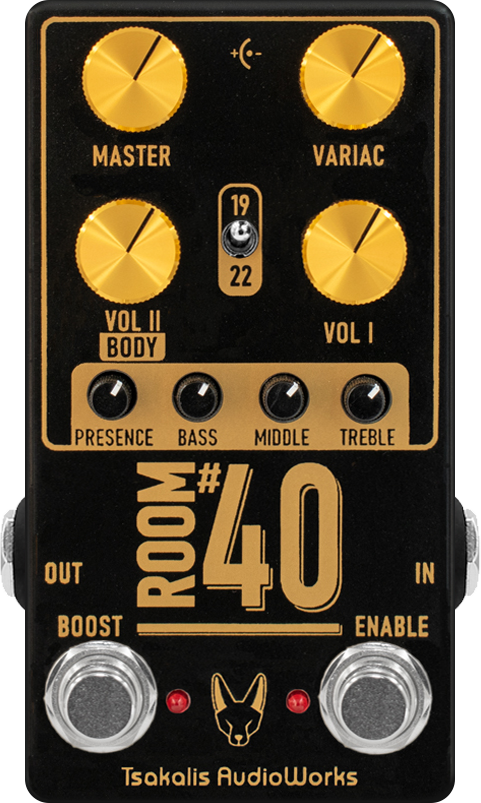 + -
MASTER VARIAC
19
22
VOL II VOL I
BODY
PRESENCE BASS MIDDLE TREBLE
ROOM #40
OUT IN
BOOST ENABLE
Tsakalis AudioWorks